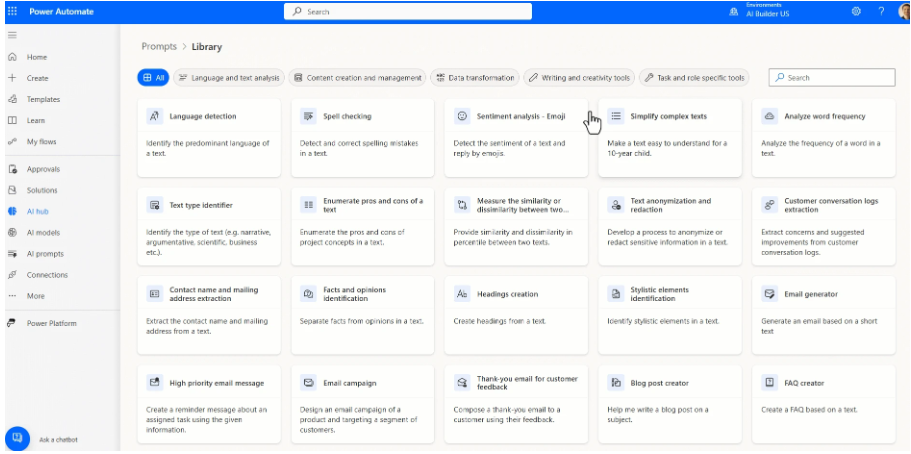 Power Automate
Search
Environments
AI Builder US
?
Home
Create
Templates
Learn
My flows
Approvals
Solutions
AI hub
AI models
AI prompts
Connections
More
Power Platform
Ask a chatbot
Prompts > Library
All
Language and text analysis
Content creation and management
Data transformation
Writing and creativity tools
Task and role specific tools
Search
Language detection
Identify the predominant language of
a text.
Spell checking
Detect and correct spelling mistakes
in a text.
Sentiment analysis - Emoji
Detect the sentiment of a text and
reply by emojis.
Simplify complex texts
Make a text easy to understand for a
10-year child.
Analyze word frequency
Analyze the frequency of a word in a
text.
Text type identifier
Identify the type of text (e.g. narrative,
argumentative, scientific, business
etc.).
Enumerate pros and cons of a
text
Enumerate the pros and cons of
project concepts in a text.
Measure the similarity or
dissimilarity between two...
Provide similarity and dissimilarity in
percentile between two texts.
Text anonymization and
redaction
Develop a process to anonymize or
redact sensitive information in a text.
Customer conversation logs
extraction
Extract concerns and suggested
improvements from customer
conversation logs.
Contact name and mailing
address extraction
Extract the contact name and mailing
address from a text.
Facts and opinions
identification
Separate facts from opinions in a text.
Headings creation
Create headings from a text.
Stylistic elements
identification
Identify stylistic elements in a text.
Email generator
Generate an email based on a short
text
High priority email message
Create a reminder message about an
assigned task using the given
information.
Email campaign
Design an email campaign of a
product and targeting a segment of
customers.
Thank-you email for customer
feedback
Compose a thank-you email to a
customer using their feedback.
Blog post creator
Help me write a blog post on a
subject.
FAQ creator
Create a FAQ based on a text.